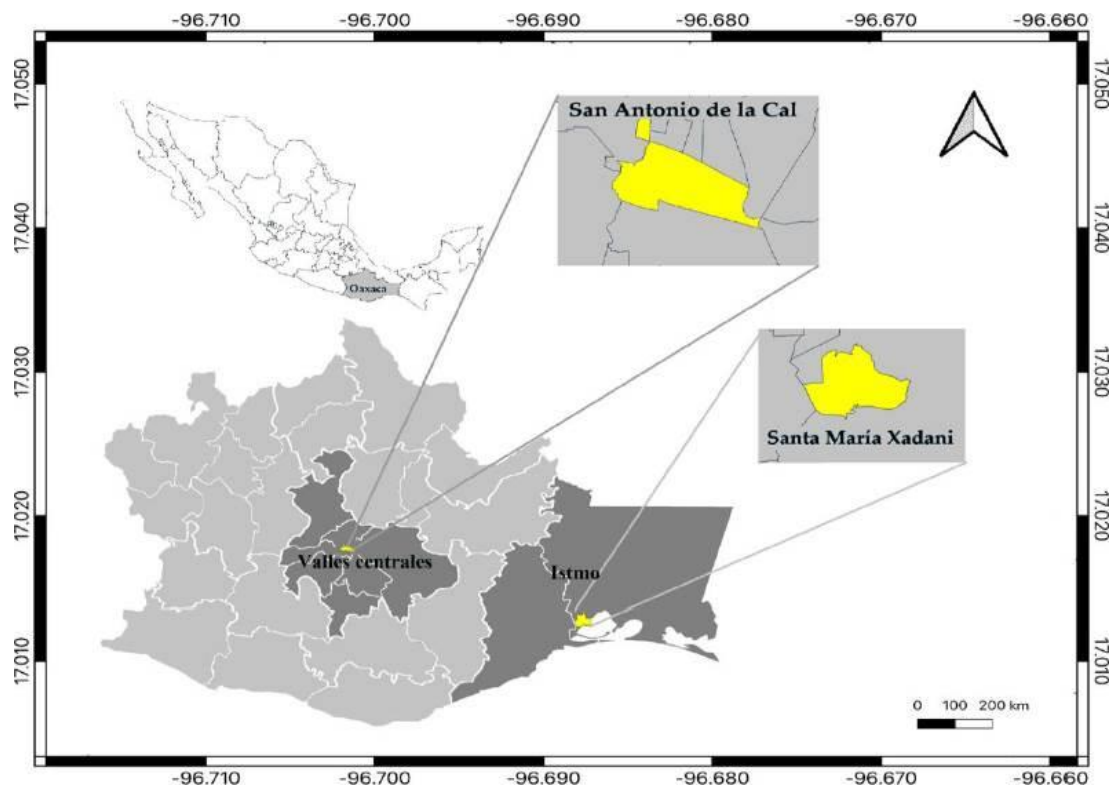 -96.710 -96.700 -96.690 -96.680 -96.670 -96.660
17.050 17.050
San Antonio de la Cal
17.040 17.040
Oaxaca
17.030 17.030
Santa María Xadani
17.020 17.020
Valles centrales Istmo
17.010 17.010
0 100 200 km
-96.710 -96.700 -96.690 -96.680 -96.670 -96.660